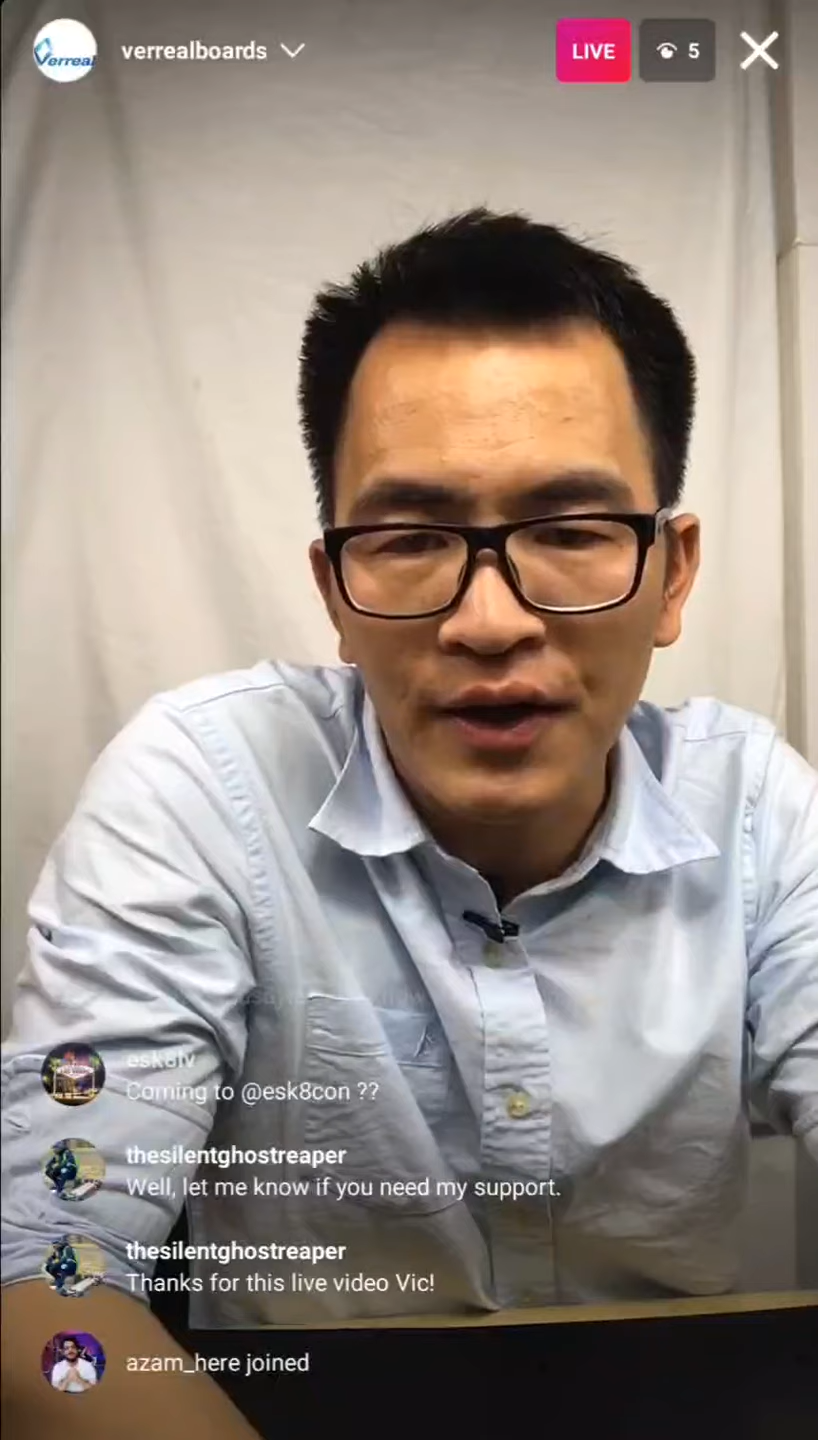 Verreal
verrealboards
LIVE
5
esk8lv
Coming to @esk8con ??
thesilentghostreaper
Well, let me know if you need my support.
thesilentghostreaper
Thanks for this live video Vic!
azam_here joined